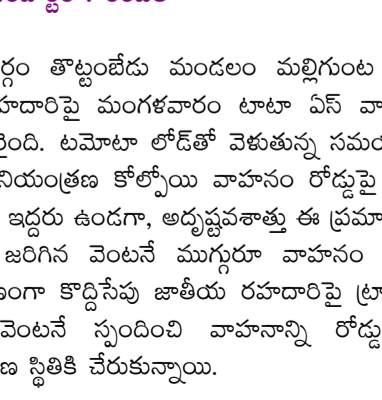 ర్గం తొట్టంబేడు మండలం మల్లిగుంట
హదారిపై మంగళవారం టాటా ఏస్ వా
రైంది. టమోటా లోడ్‌తో వెళుతున్న సమయ
నియంత్రణ కోల్పోయి వాహనం రోడ్డుపై
ఇద్దరు ఉండగా, అదృష్టవశాత్తు ఈ ప్రమా
జరిగిన వెంటనే ముగ్గురూ వాహనం
ణంగా కొద్దిసేపు జాతీయ రహదారిపై ట్రా
వెంటనే స్పందించి వాహనాన్ని రోడ్డు
ణ స్థితికి చేరుకున్నాయి.